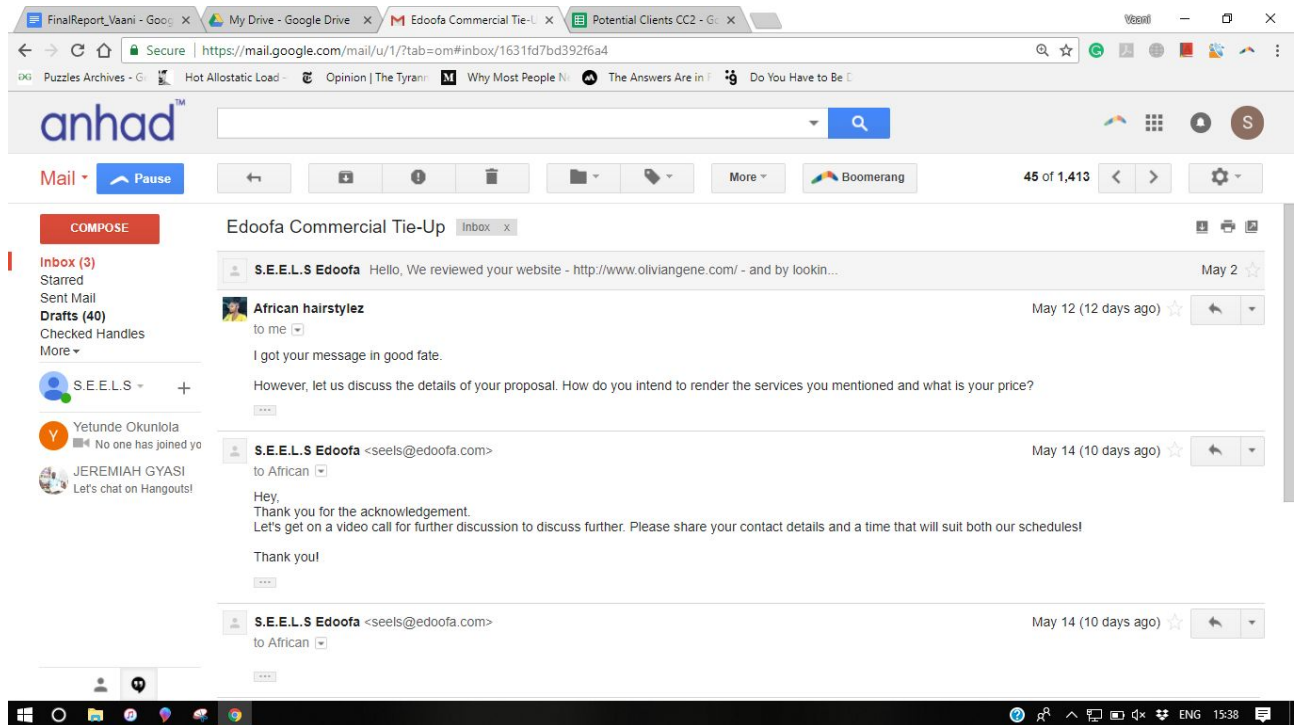 FinalReport_Vaani - Goog
My Drive - Google Drive
Edoofa Commercial Tie-U
Potential Clients CC2 - Go
Vaani
Secure | https://mail.google.com/mail/u/1/?tab=om#inbox/1631fd7bd392f6a4
Puzzles Archives - G
Hot Allostatic Load -
Opinion | The Tyrann
Why Most People N
The Answers Are in F
Do You Have to Be D
anhad™
S
Mail
Pause
More
Boomerang
45 of 1,413
COMPOSE
Edoofa Commercial Tie-Up Inbox x
Inbox (3)
Starred
Sent Mail
Drafts (40)
Checked Handles
More
S.E.E.L.S
Y Yetunde Okunlola
No one has joined yo
JEREMIAH GYASI
Let's chat on Hangouts!
S.E.E.L.S Edoofa Hello, We reviewed your website - http://www.oliviangene.com/ - and by lookin... May 2
African hairstylez May 12 (12 days ago)
to me
I got your message in good fate.
However, let us discuss the details of your proposal. How do you intend to render the services you mentioned and what is your price?
...
S.E.E.L.S Edoofa <seels@edoofa.com> May 14 (10 days ago)
to African
Hey,
Thank you for the acknowledgement.
Let's get on a video call for further discussion to discuss further. Please share your contact details and a time that will suit both our schedules!
Thank you!
...
S.E.E.L.S Edoofa <seels@edoofa.com> May 14 (10 days ago)
to African
...
ENG 15:38